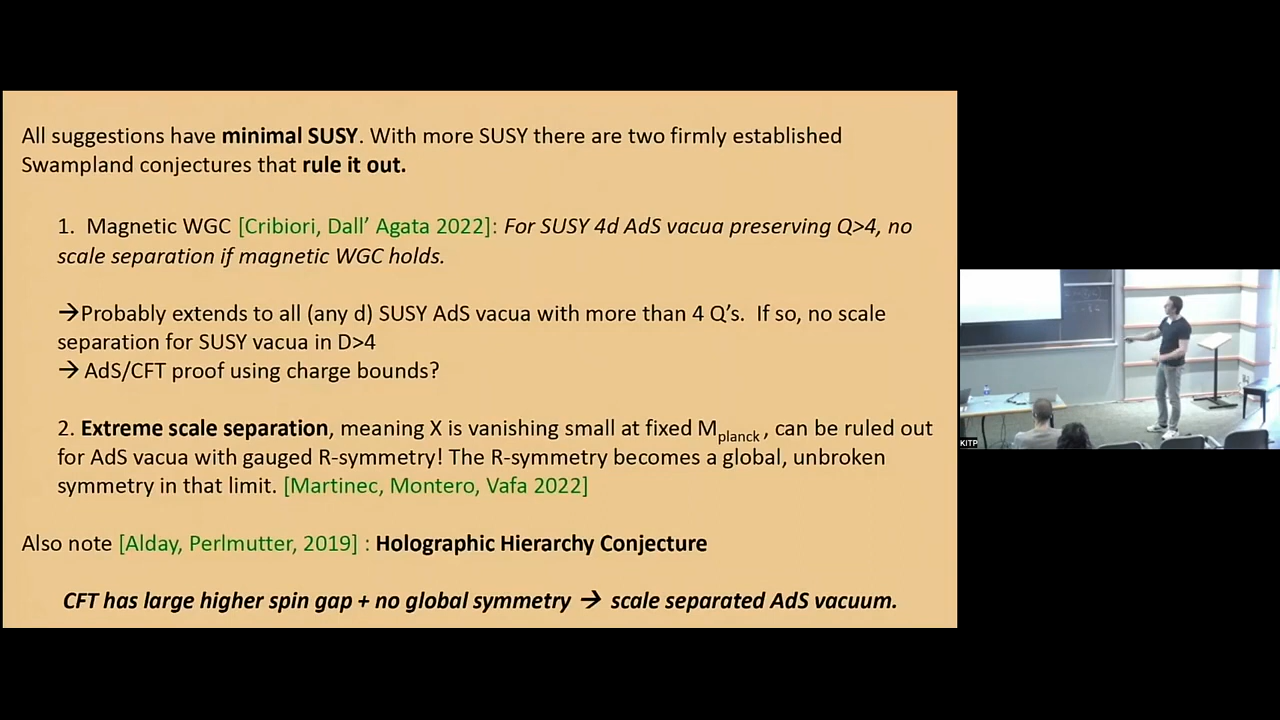 All suggestions have minimal SUSY. With more SUSY there are two firmly established
Swampland conjectures that rule it out.
1. Magnetic WGC [Cribiori, Dall’ Agata 2022]: For SUSY 4d AdS vacua preserving Q>4, no
scale separation if magnetic WGC holds.
→Probably extends to all (any d) SUSY AdS vacua with more than 4 Q’s. If so, no scale
separation for SUSY vacua in D>4
→ AdS/CFT proof using charge bounds?
2. Extreme scale separation, meaning X is vanishing small at fixed Mplanck , can be ruled out
for AdS vacua with gauged R-symmetry! The R-symmetry becomes a global, unbroken
symmetry in that limit. [Martinec, Montero, Vafa 2022]
Also note [Alday, Perlmutter, 2019] : Holographic Hierarchy Conjecture
CFT has large higher spin gap + no global symmetry → scale separated AdS vacuum.
KITP